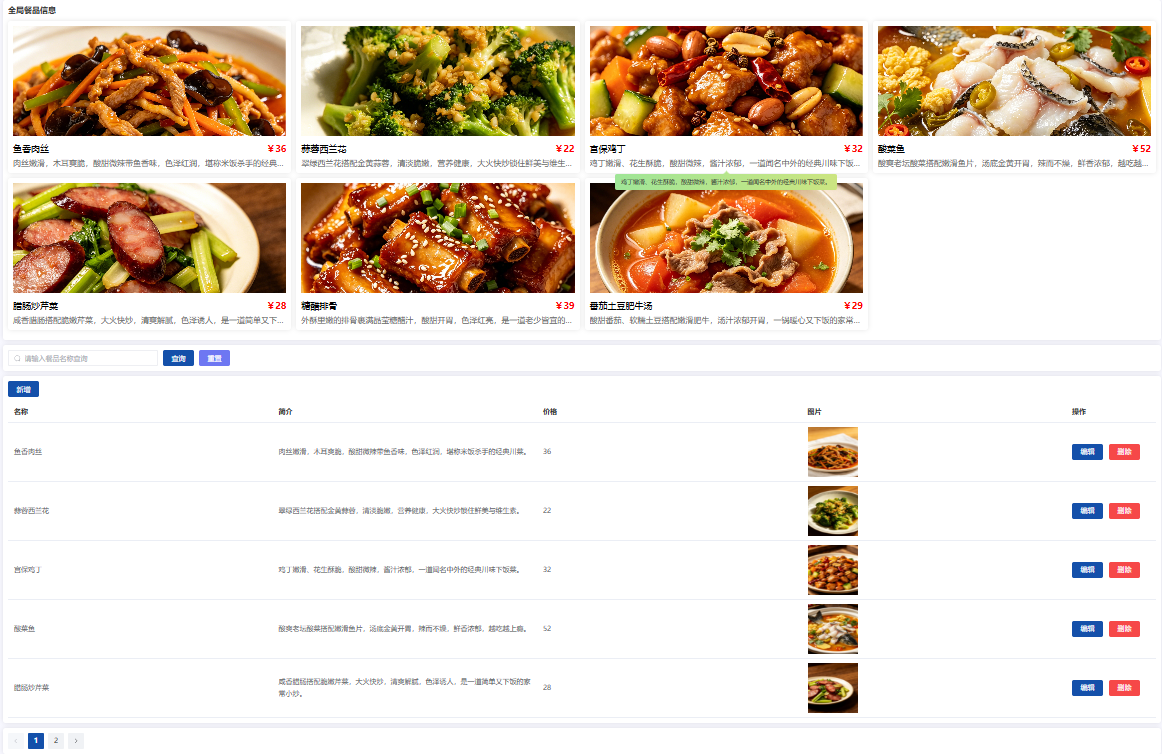 全局餐品信息
鱼香肉丝 ￥36
肉丝嫩滑，木耳爽脆，酸甜微辣带鱼香味，色泽红润，堪称米饭杀手的经典...
蒜蓉西兰花 ￥22
翠绿西兰花搭配金黄蒜蓉，清淡脆嫩，营养健康，大火快炒锁住鲜美与维生...
宫保鸡丁 ￥32
鸡丁嫩滑、花生酥脆，酸甜微辣，酱汁浓郁，一道闻名中外的经典川味下饭...
酸菜鱼 ￥52
酸爽老坛酸菜搭配嫩滑鱼片，汤底金黄开胃，辣而不燥，鲜香浓郁，越吃越...
鸡丁嫩滑、花生酥脆，酸甜微辣，酱汁浓郁，一道闻名中外的经典川味下饭菜。
腊肠炒芹菜 ￥28
咸香腊肠搭配脆嫩芹菜，大火快炒，清爽解腻，色泽诱人，是一道简单又下...
糖醋排骨 ￥39
外酥里嫩的排骨裹满晶莹糖醋汁，酸甜开胃，色泽红亮，是一道老少皆宜的...
番茄土豆肥牛汤 ￥29
酸甜番茄、软糯土豆搭配嫩滑肥牛，汤汁浓郁开胃，一锅暖心又下饭的家常...
请输入餐品名称查询 查询 重置
新增
名称 简介 价格 图片 操作
鱼香肉丝 肉丝嫩滑，木耳爽脆，酸甜微辣带鱼香味，色泽红润，堪称米饭杀手的经典川菜。 36 编辑 删除
蒜蓉西兰花 翠绿西兰花搭配金黄蒜蓉，清淡脆嫩，营养健康，大火快炒锁住鲜美与维生素。 22 编辑 删除
宫保鸡丁 鸡丁嫩滑、花生酥脆，酸甜微辣，酱汁浓郁，一道闻名中外的经典川味下饭菜。 32 编辑 删除
酸菜鱼 酸爽老坛酸菜搭配嫩滑鱼片，汤底金黄开胃，辣而不燥，鲜香浓郁，越吃越上瘾。 52 编辑 删除
腊肠炒芹菜 咸香腊肠搭配脆嫩芹菜，大火快炒，清爽解腻，色泽诱人，是一道简单又下饭的家 28 编辑 删除
常小炒。
1 2